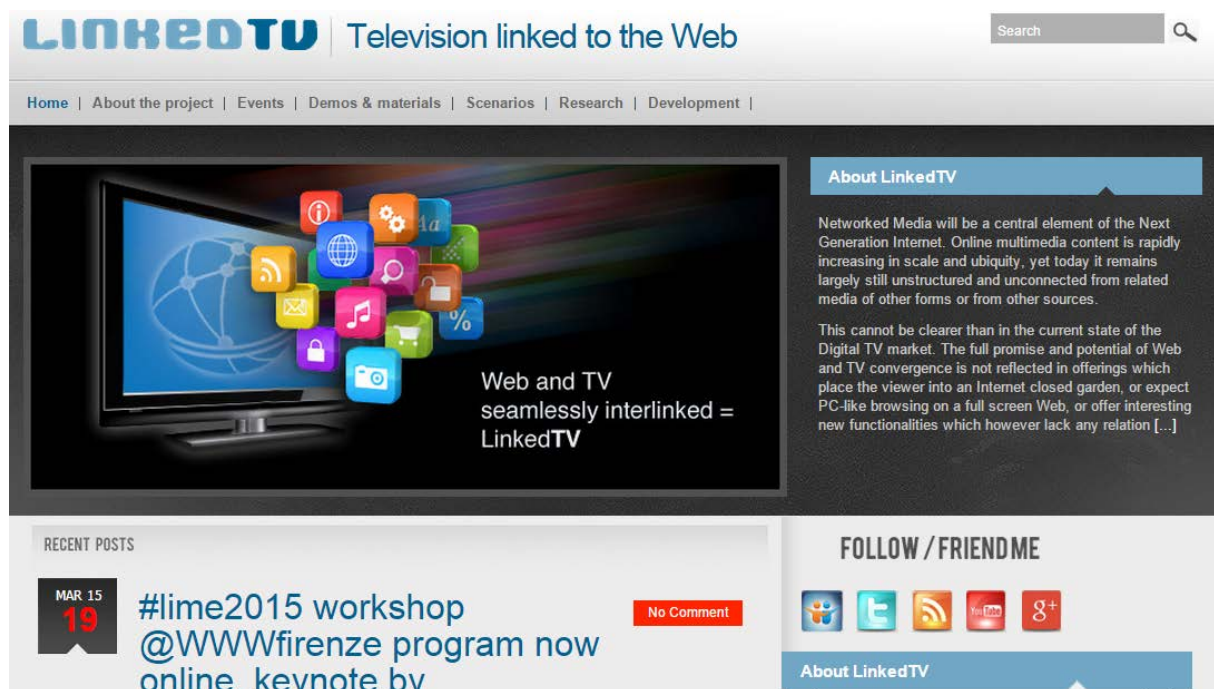 LINKEDTV
Television linked to the Web
Search
Home | About the project | Events | Demos & materials | Scenarios | Research | Development |
Aa
%
Web and TV
seamlessly interlinked =
LinkedTV
About LinkedTV
Networked Media will be a central element of the Next
Generation Internet. Online multimedia content is rapidly
increasing in scale and ubiquity, yet today it remains
largely still unstructured and unconnected from related
media of other forms or from other sources.
This cannot be clearer than in the current state of the
Digital TV market. The full promise and potential of Web
and TV convergence is not reflected in offerings which
place the viewer into an Internet closed garden, or expect
PC-like browsing on a full screen Web, or offer interesting
new functionalities which however lack any relation [...]
RECENT POSTS
MAR 15
19
#lime2015 workshop
@WWWfirenze program now
online, keynote by
No Comment
FOLLOW / FRIEND ME
You Tube
g+
About LinkedTV